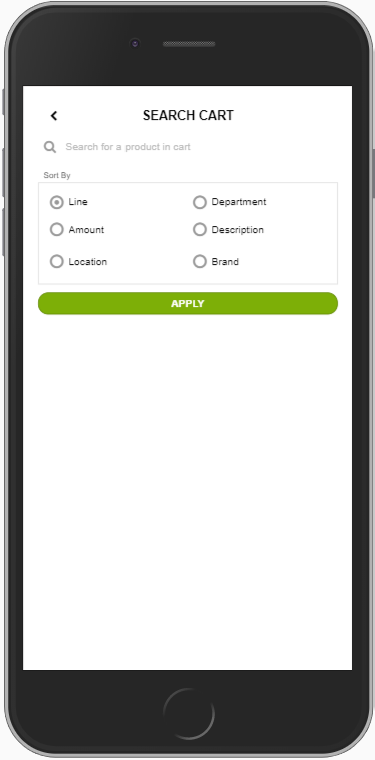 SEARCH CART
Search for a product in cart
Sort By
Line Department
Amount Description
Location Brand
APPLY